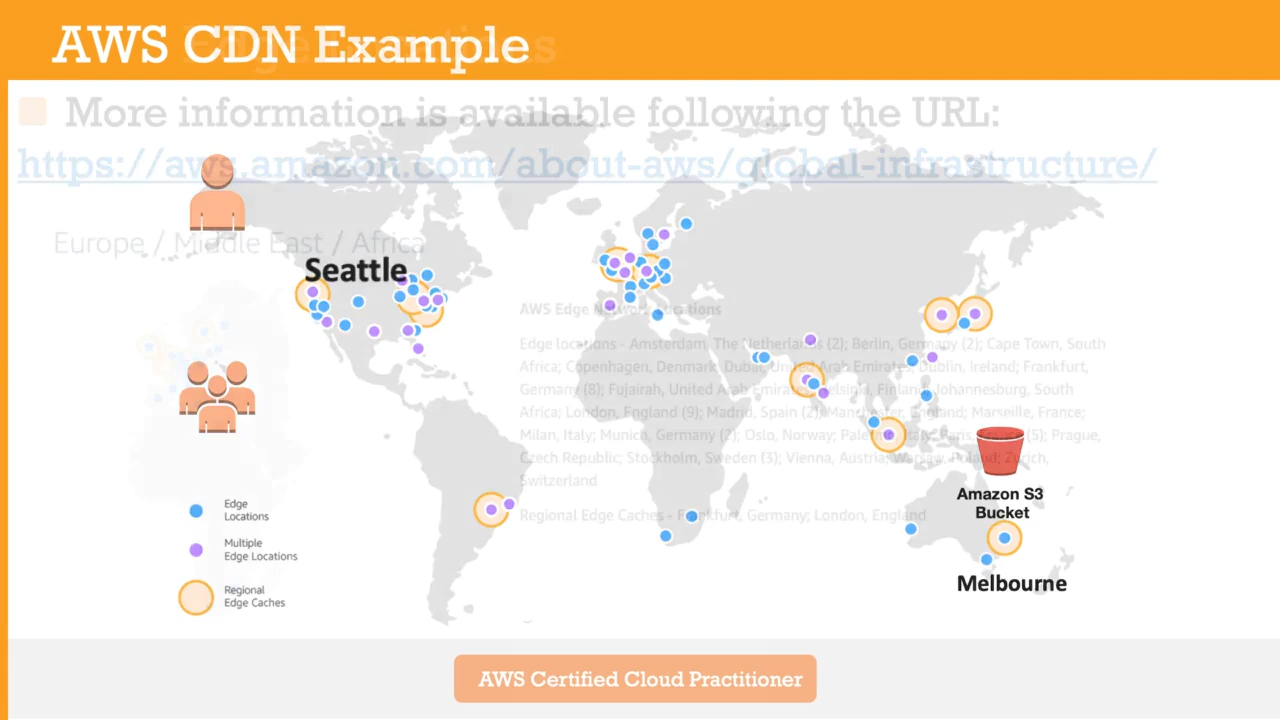 AWS CDN Example
Edge Locations
More information is available following the URL:
https://aws.amazon.com/about-aws/global-infrastructure/
Europe / Middle East / Africa
Seattle
AWS Edge Network Locations
Edge locations - Amsterdam, The Netherlands (2); Berlin, Germany (2); Cape Town, South
Africa; Copenhagen, Denmark; Dubai, United Arab Emirates; Dublin, Ireland; Frankfurt,
Germany (8); Fujairah, United Arab Emirates; Helsinki, Finland; Johannesburg, South
Africa; London, England (9); Madrid, Spain (2); Manchester, England; Marseille, France;
Milan, Italy; Munich, Germany (2); Oslo, Norway; Palermo, Italy; Paris, France (5); Prague,
Czech Republic; Stockholm, Sweden (3); Vienna, Austria; Warsaw, Poland; Zurich,
Switzerland
Regional Edge Caches - Frankfurt, Germany; London, England
Amazon S3
Bucket
Melbourne
Edge
Locations
Multiple
Edge Locations
Regional
Edge Caches
AWS Certified Cloud Practitioner